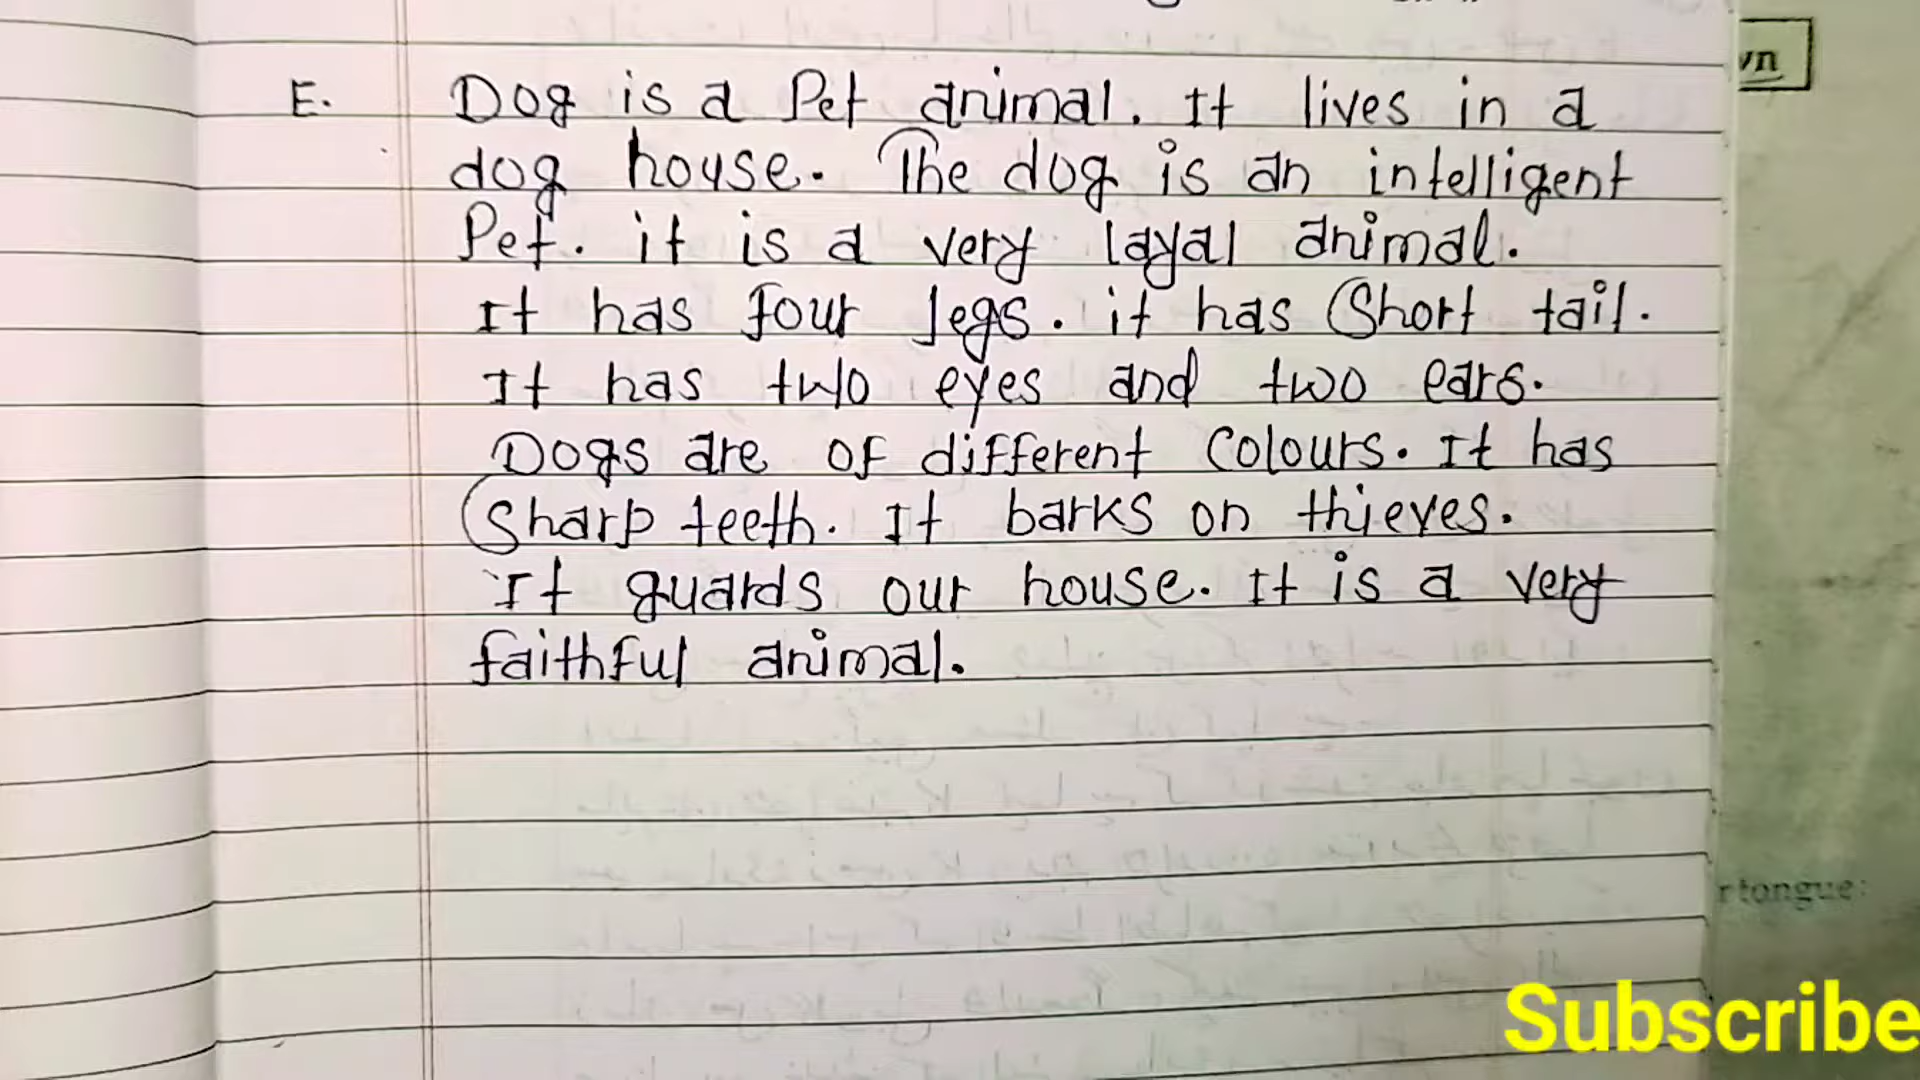 E. Dog is a Pet animal. It lives in a
dog house. The dog is an intelligent
Pet. it is a very layal animal.
It has four legs. it has Short tail.
It has two eyes and two ears.
Dogs are of different Colours. It has
Sharp teeth. It barks on thieves.
It guards our house. It is a very
faithful animal.
wn
r tongue:
Subscribe